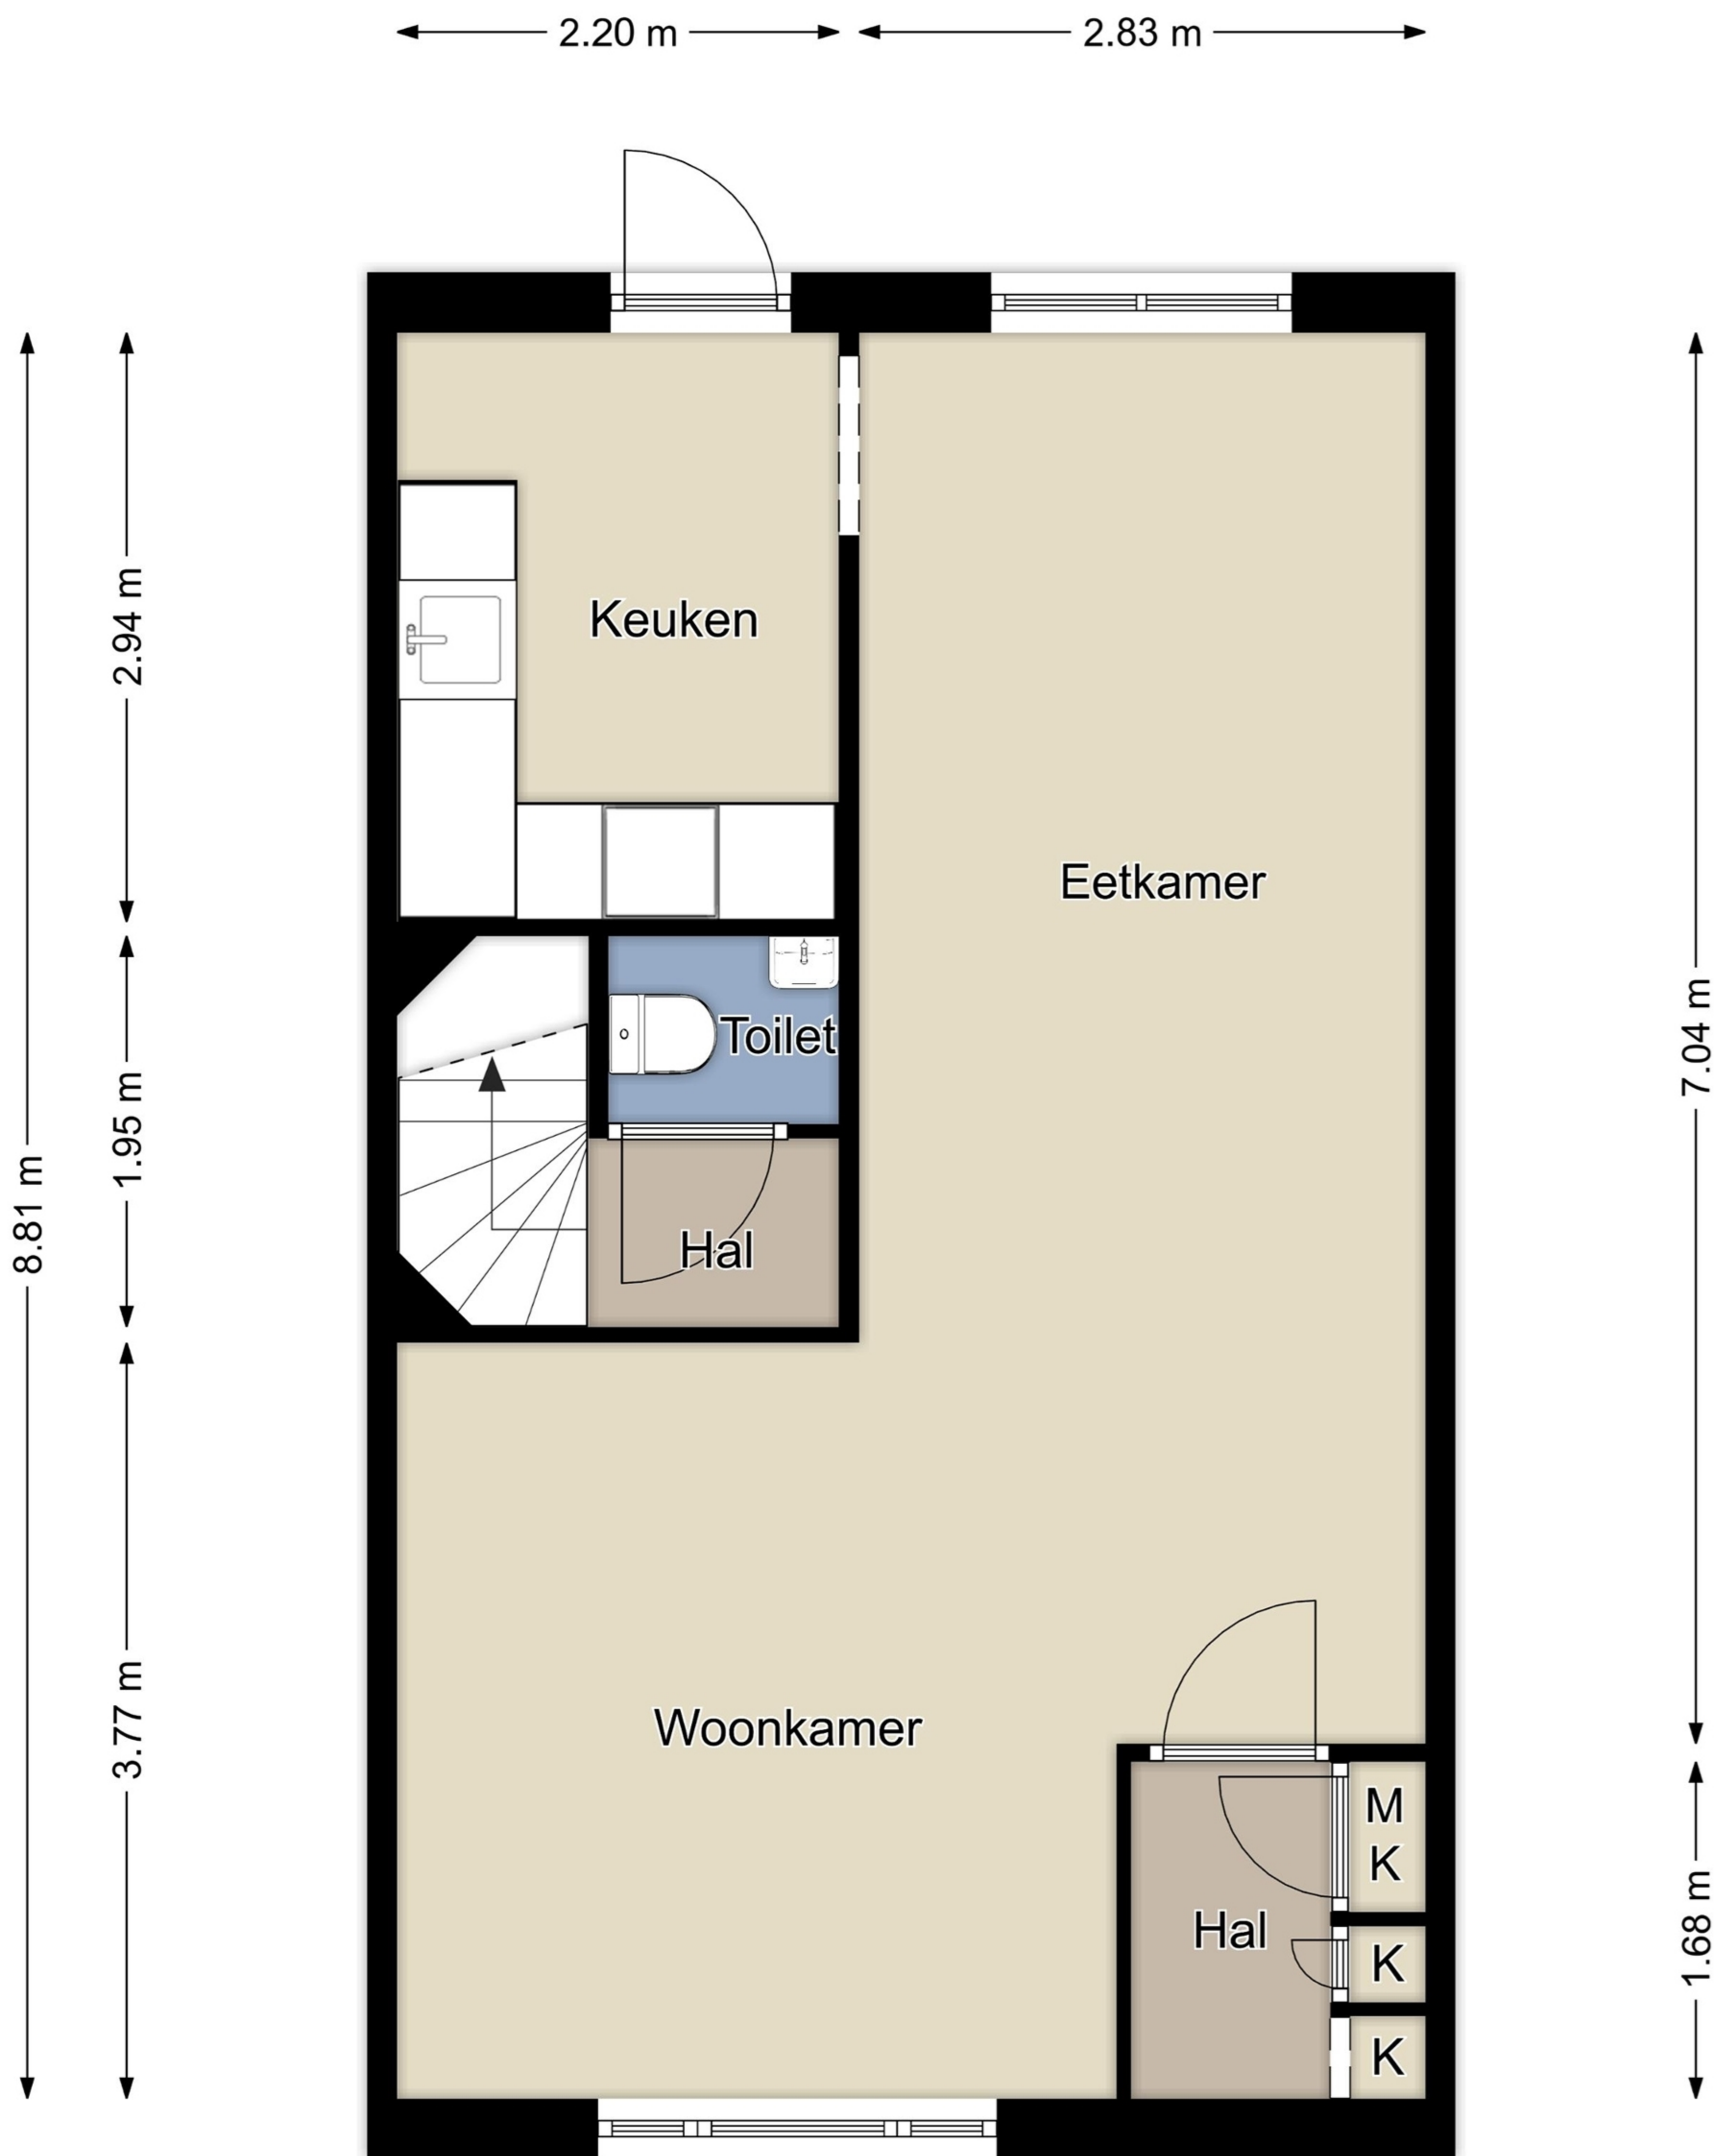 2.20 m
2.83 m
Keuken
2.94 m
Eetkamer
Toilet
7.04 m
1.95 m
8.81 m
Hal
Woonkamer
3.77 m
M
K
Hal
1.68 m
K
K